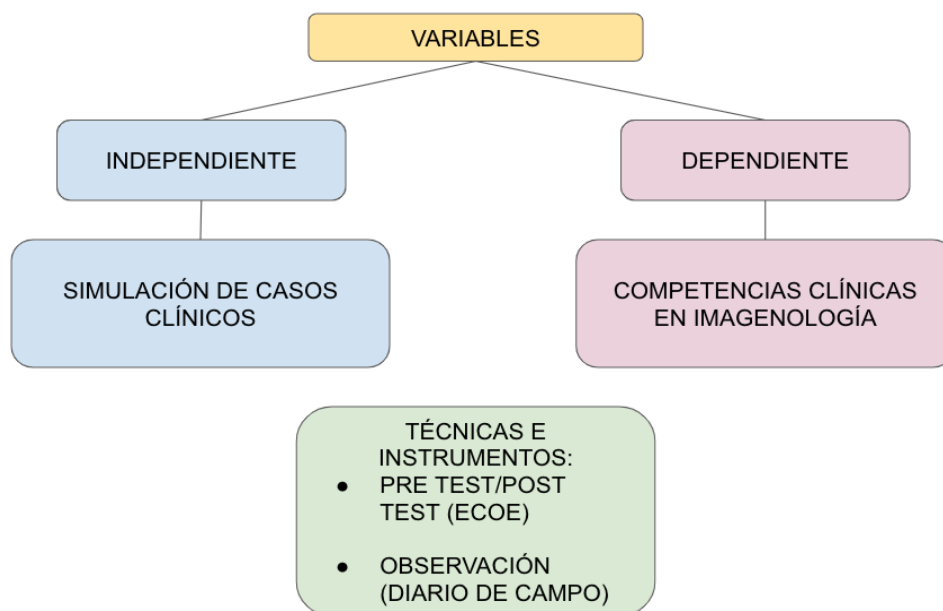 VARIABLES
INDEPENDIENTE
DEPENDIENTE
SIMULACIÓN DE CASOS
CLÍNICOS
COMPETENCIAS CLÍNICAS
EN IMAGENOLOGÍA
TÉCNICAS E
INSTRUMENTOS:
● PRE TEST/POST
TEST (ECOE)
● OBSERVACIÓN
(DIARIO DE CAMPO)